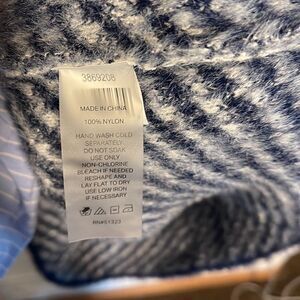 3869208
MADE IN CHINA
100% NYLON
HAND WASH COLD
SEPARATELY
DO NOT SOAK
USE ONLY
NON-CHLORINE
BLEACH IF NEEDED
RESHAPE AND
LAY FLAT TO DRY
USE LOW IRON
IF NECESSARY
RN#51323